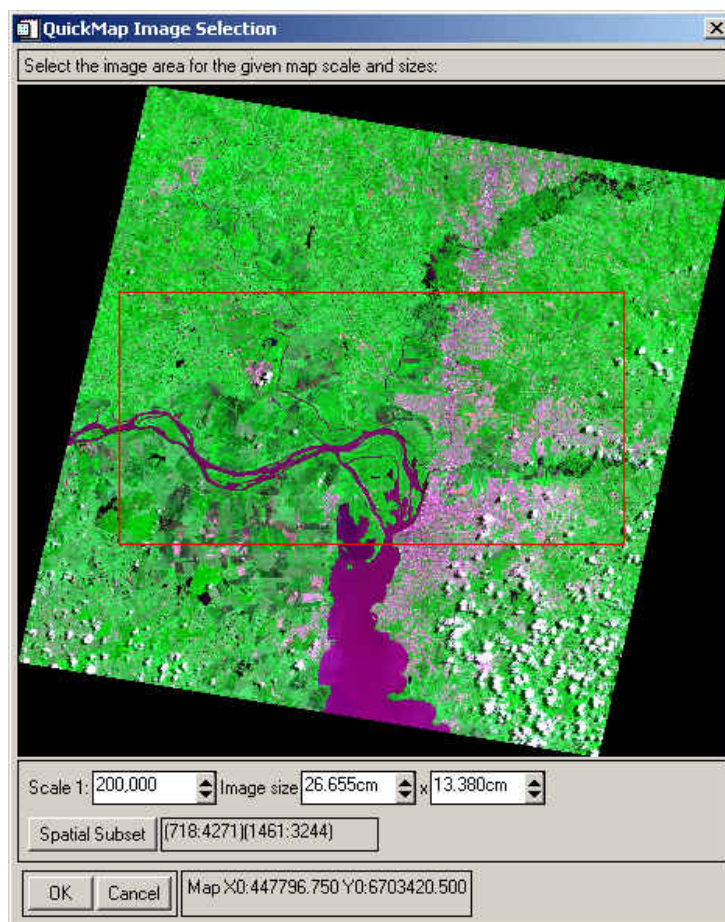 QuickMap Image Selection
Select the image area for the given map scale and sizes:
Scale 1: 200,000 Image size 26.655cm x 13.380cm
Spatial Subset (718:4271)(1461:3244)
OK Cancel Map X0:447796.750 Y0:6703420.500